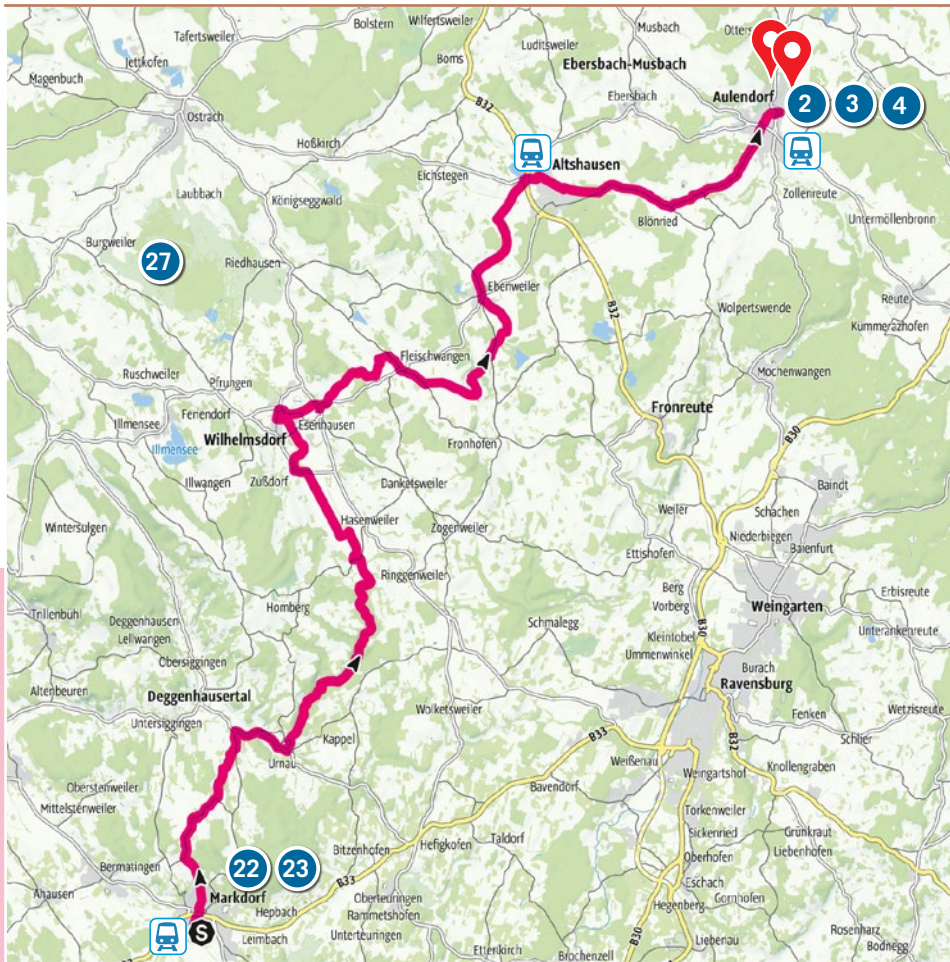 Tafertsweiler
Bolstern
Wilfertsweiler
Musbach
Otters
Jettkofen
Luditsweiler
Boms
Ebersbach-Musbach
Magenbuch
B32
Ebersbach
Aulendorf
2
3
4
Ostrach
Hoßkirch
Altshausen
Eichstegen
Laubbach
Königseggwald
Zollenreute
Blönried
Untermöllenbronn
Burgweiler
27
Riedhausen
Ebenweiler
B32
Wolpertswende
Reute
Kümmerazhofen
Fleischwangen
Ruschweiler
Pfrungen
Mochenwangen
Illmensee
Fenendorf
Esenhausen
Fronreute
Wilhelmsdorf
Fronhofen
B30
Illmensee
Illwangen
Zußdorf
Danketsweiler
Baindt
Weiler
Schachen
Wintersulgen
Hasenweiler
Zogenweiler
Niederbiegen
Ettishofen
Baienfurt
Ringgenweiler
Berg
Erbisreute
Trillenbühl
Homberg
Vorberg
Weingarten
Deggenhausen
Lellwangen
Schmalegg
B30
Unterankenreute
Kleintobel
Ummenwinkel
Obersiggingen
Burach
Altenbeuren
Deggenhausertal
Ravensburg
Untersiggingen
Wolketsweiler
Fenken
Wetzisreute
Kappel
B32
Schlier
Urnau
B33
Weißenau
Knollengraben
Oberstenweiler
Bavendorf
Weingartshof
Mittelstenweiler
Torkenweiler
Bitzenhofen
Hefigkofen
Taldorf
Sickenried
Grünkraut
Bermatingen
22
23
Oberhofen
Liebenhofen
B33
Eschach
Ahausen
Markdorf
Oberteuringen
Gornhofen
Hepbach
Rammetshofen
Hegenberg
Rosenharz
S
Leimbach
Unterteuringen
Liebenau
Bodnegg
Ettenkirch
B30
Brochenzell